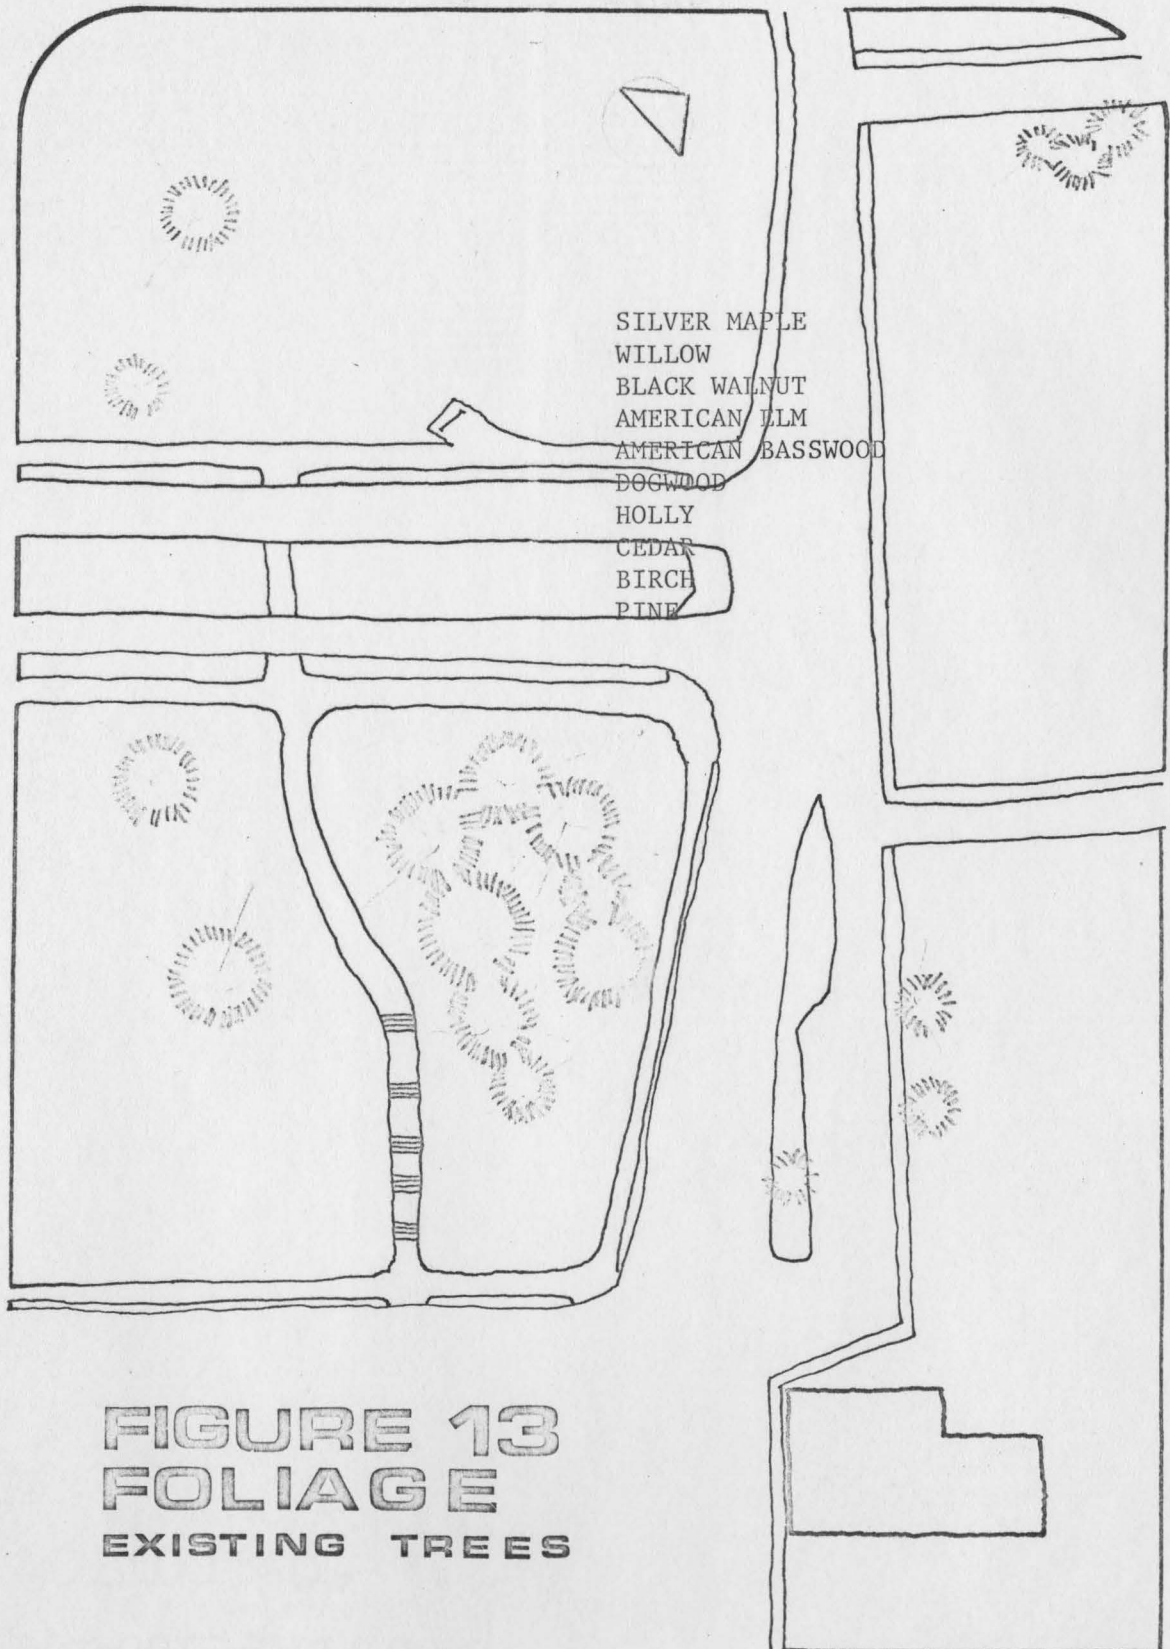 SILVER MAPLE
WILLOW
BLACK WALNUT
AMERICAN ELM
AMERICAN BASSWOOD
DOGWOOD
HOLLY
CEDAR
BIRCH
PINE
FIGURE 13
FOLIAGE
EXISTING TREES